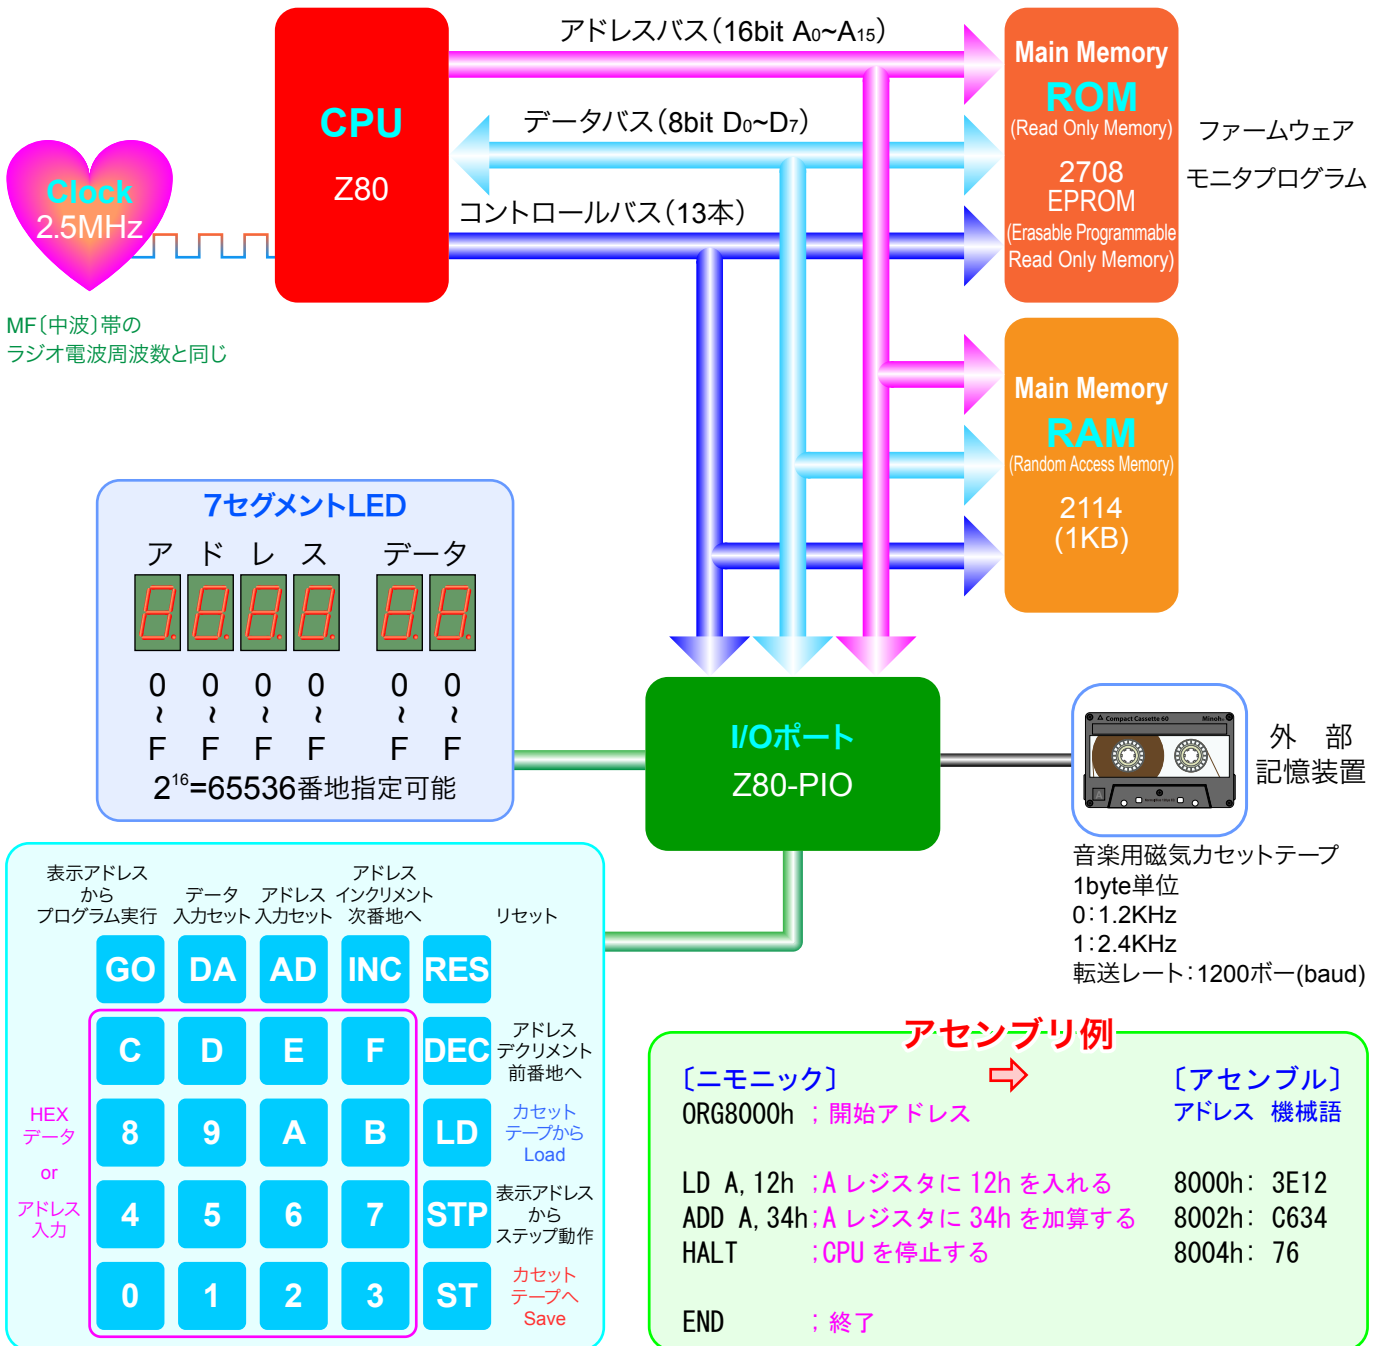 アドレスバス（16bit A0~A15）
CPU
Z80
データバス（8bit D0~D7）
コントロールバス（13本）
Clock
2.5MHz
MF〔中波〕帯の
ラジオ電波周波数と同じ
Main Memory
ROM
(Read Only Memory)
2708
EPROM
(Erasable Programmable
Read Only Memory)
ファームウェア
モニタプログラム
Main Memory
RAM
(Random Access Memory)
2114
(1KB)
7セグメントLED
アドレス データ
8.8.8.8. 8.8.
0 0 0 0 0 0
~ ~ ~ ~ ~ ~
F F F F F F
2¹⁶=65536番地指定可能
I/Oポート
Z80-PIO
A Compact Cassette 60 Minoh
A
外 部
記憶装置
音楽用磁気カセットテープ
1byte単位
0：1.2KHz
1：2.4KHz
転送レート：1200ボー(baud)
表示アドレス
から
プログラム実行
データ
入力セット
アドレス
入力セット
アドレス
インクリメント
次番地へ
リセット
GO DA AD INC RES
C D E F DEC
アドレス
デクリメント
前番地へ
HEX
データ
or
アドレス
入力
8 9 A B LD
カセット
テープから
Load
4 5 6 7 STP
表示アドレス
から
ステップ動作
0 1 2 3 ST
カセット
テープへ
Save
アセンブリ例
〔ニモニック〕 ⇨ 〔アセンブル〕
ORG8000h ；開始アドレス アドレス 機械語
LD A,12h ;A レジスタに 12h を入れる 8000h: 3E12
ADD A,34h;A レジスタに 34h を加算する 8002h: C634
HALT ;CPU を停止する 8004h: 76
END ；終了